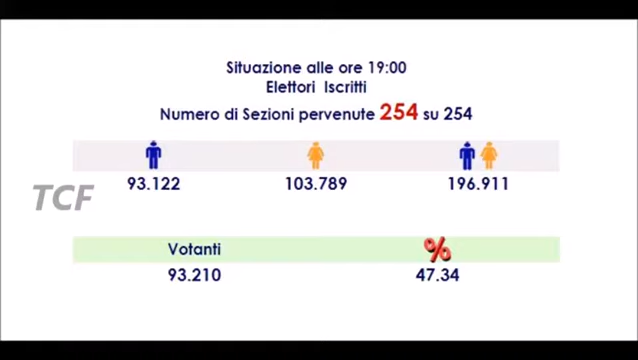 Situazione alle ore 19:00
Elettori Iscritti
Numero di Sezioni pervenute 254 su 254
93.122 103.789 196.911
TCF
Votanti %
93.210 47.34